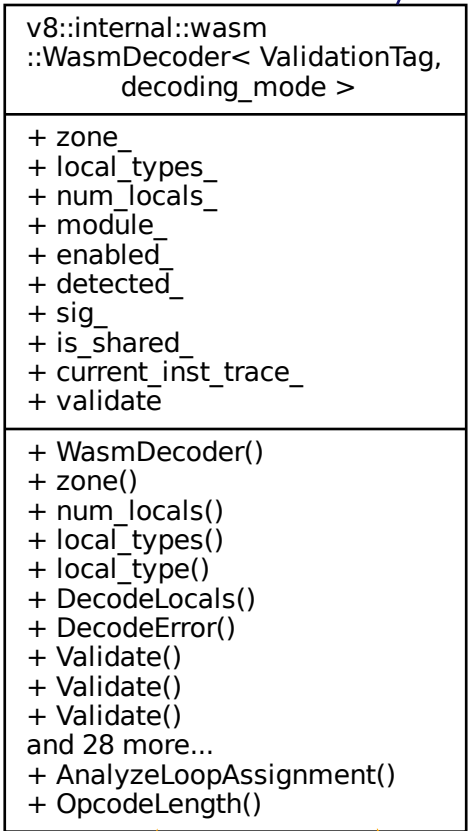 v8::internal::wasm
::WasmDecoder< ValidationTag,
decoding_mode >
+ zone_
+ local_types_
+ num_locals_
+ module_
+ enabled_
+ detected_
+ sig_
+ is_shared_
+ current_inst_trace_
+ validate
+ WasmDecoder()
+ zone()
+ num_locals()
+ local_types()
+ local_type()
+ DecodeLocals()
+ DecodeError()
+ Validate()
+ Validate()
+ Validate()
and 28 more...
+ AnalyzeLoopAssignment()
+ OpcodeLength()